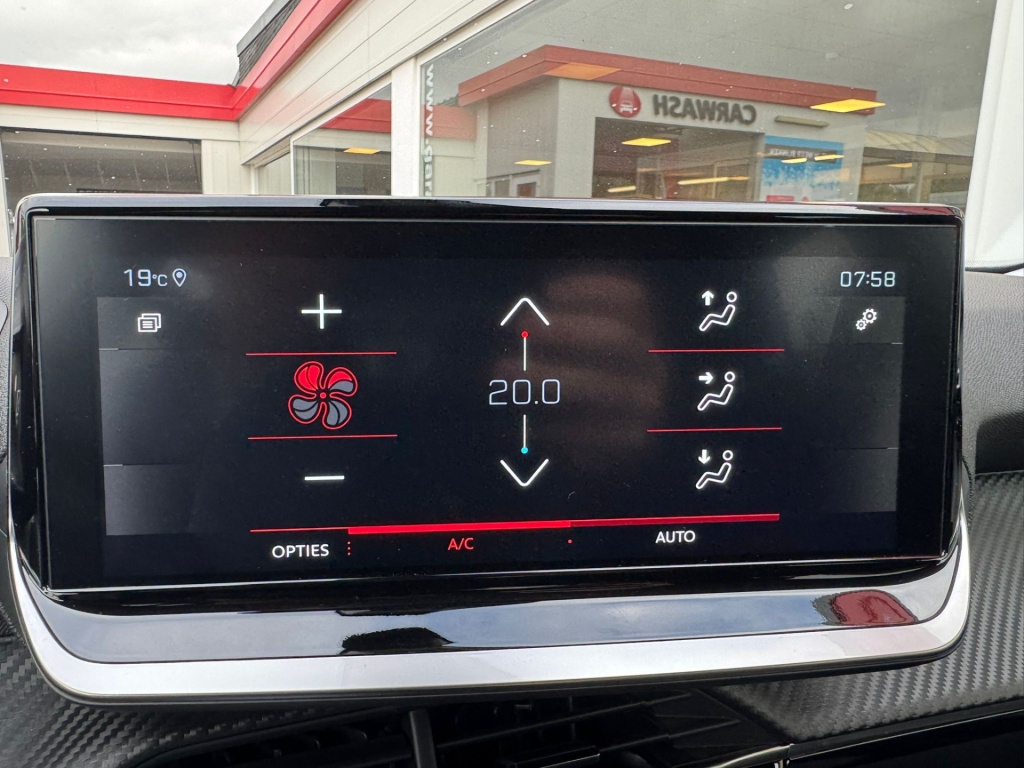 CARWASH
19°C
07:58
20.0
OPTIES
A/C
AUTO